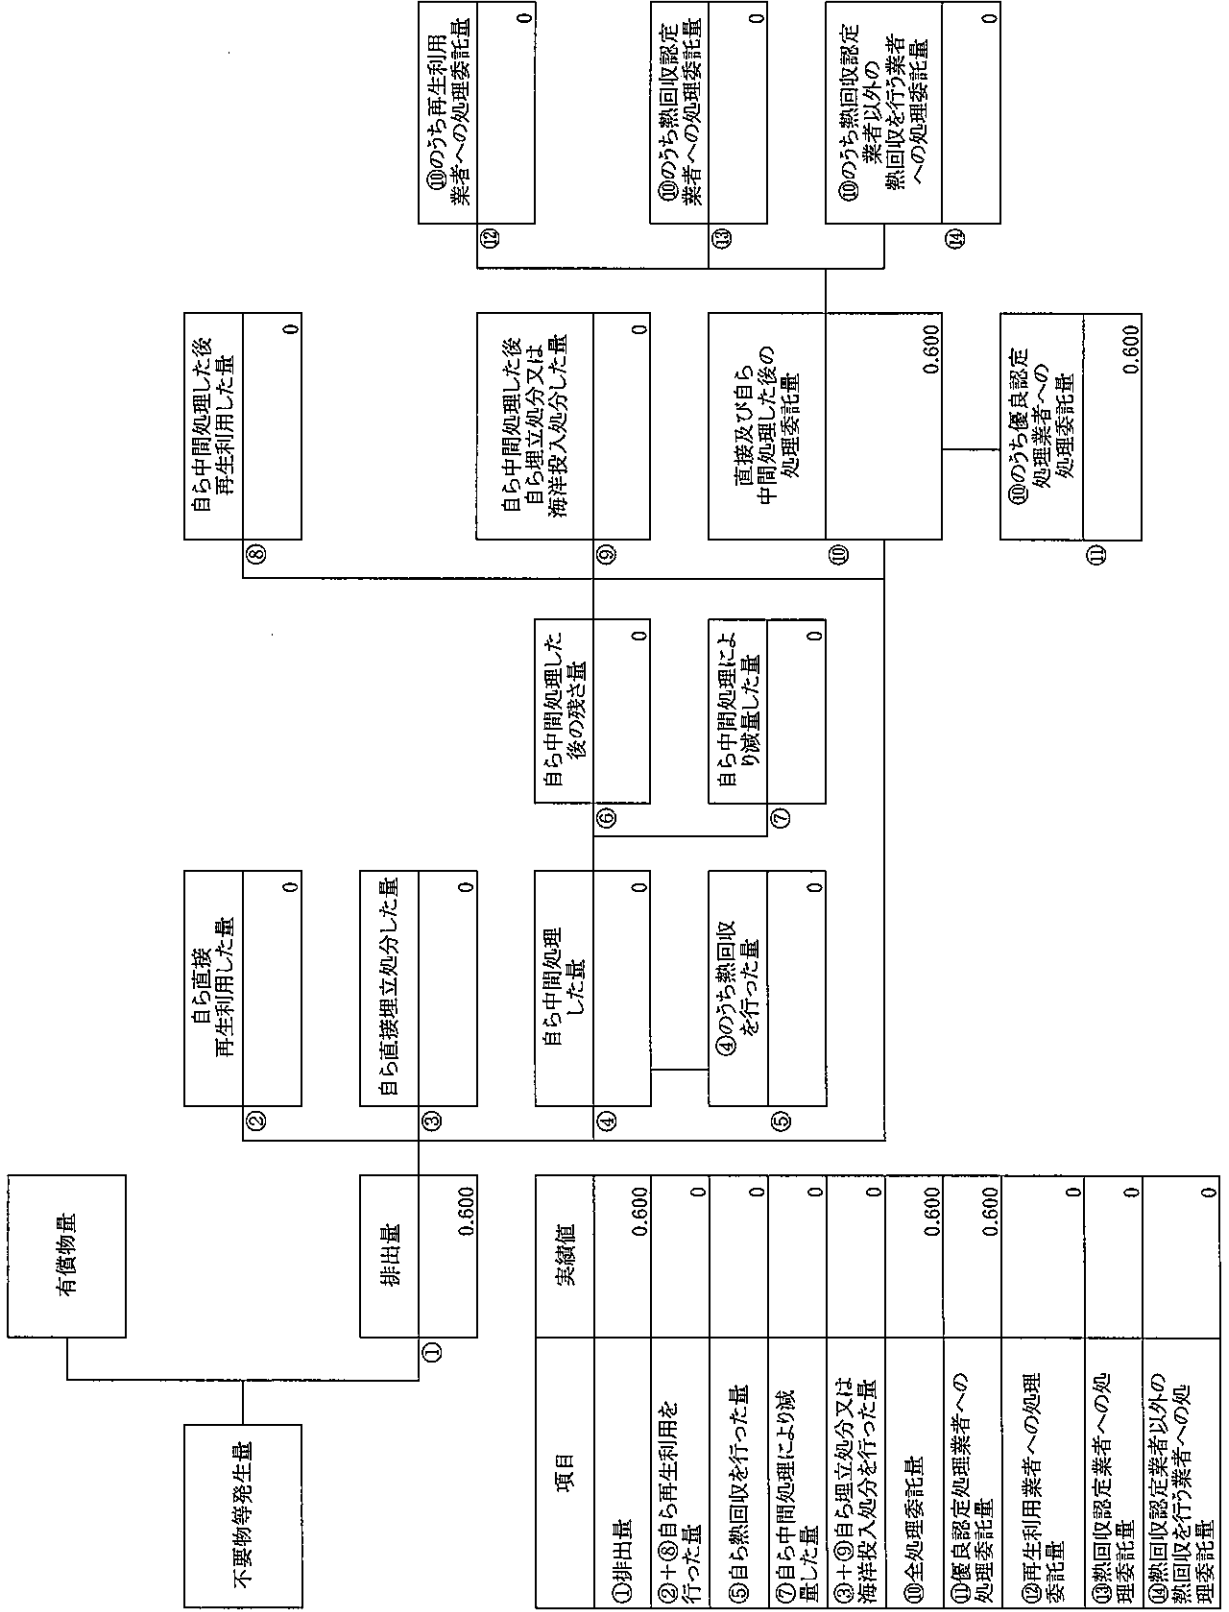 不要物等発生量
有償物量
①
排出量
0.600
②
自ら直接
再生利用した量
0
③
自ら直接埋立処分した量
0
④
自ら中間処理
した量
0
⑤
④のうち熱回収
を行った量
0
⑥
自ら中間処理した
後の残さ量
0
⑦
自ら中間処理によ
り減量した量
0
⑧
自ら中間処理した後
再生利用した量
0
⑨
自ら中間処理した後
自ら埋立処分又は
海洋投入処分した量
0
⑩
直接及び自ら
中間処理した後の
処理委託量
0.600
⑪
⑩のうち優良認定
処理業者への
処理委託量
0.600
⑫
⑩のうち再生利用
業者への処理委託量
0
⑬
⑩のうち熱回収認定
業者への処理委託量
0
⑭
⑩のうち熱回収認定
業者以外の
熱回収を行う業者
への処理委託量
0
項目 実績値
①排出量 0.600
②+⑧自ら再生利用を
行った量 0
⑤自ら熱回収を行った量 0
⑦自ら中間処理により減
量した量 0
③+⑨自ら埋立処分又は
海洋投入処分を行った量 0
⑩全処理委託量 0.600
⑪優良認定処理業者への
処理委託量 0.600
⑫再生利用業者への処理
委託量 0
⑬熱回収認定業者への処
理委託量 0
⑭熱回収認定業者以外の
熱回収を行う業者への処
理委託量 0